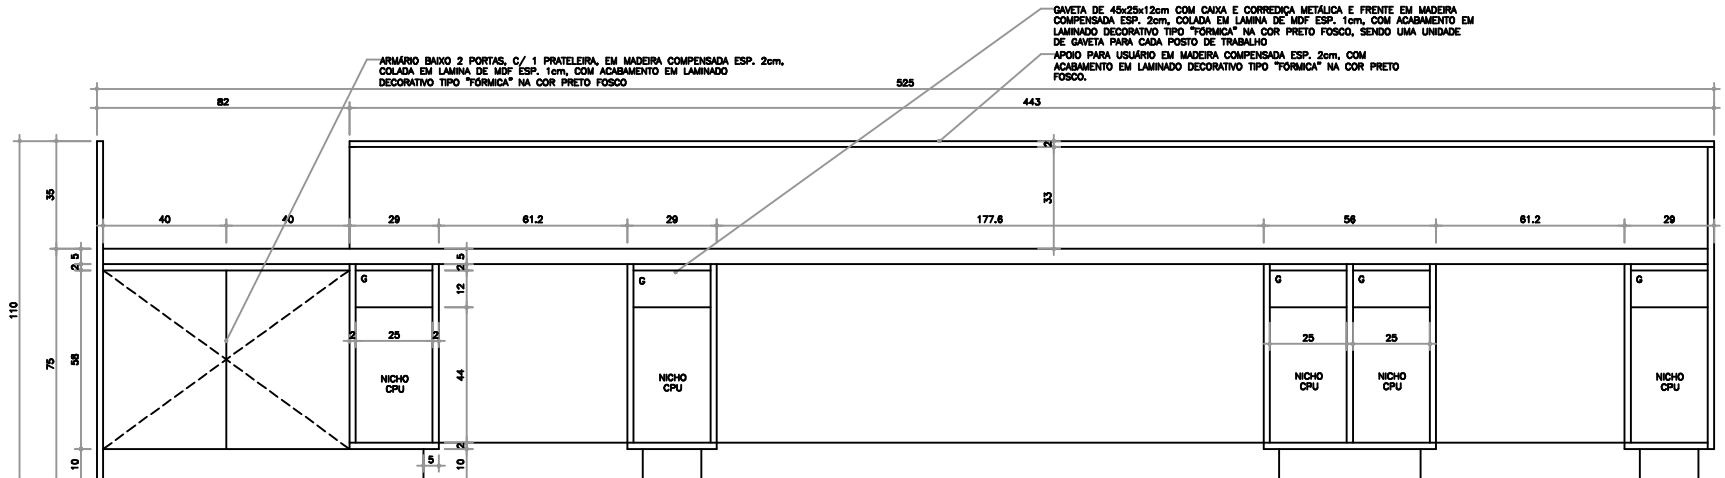 GAVETA DE 45x25x12cm COM CAIXA E CORREDIÇA METÁLICA E FRENTE EM MADEIRA
COMPENSADA ESP. 2cm, COLADA EM LAMINA DE MDF ESP. 1cm, COM ACABAMENTO EM
LAMINADO DECORATIVO TIPO "FÓRMICA" NA COR PRETO FOSCO, SENDO UMA UNIDADE
DE GAVETA PARA CADA POSTO DE TRABALHO
APOIO PARA USUÁRIO EM MADEIRA COMPENSADA ESP. 2cm, COM
ACABAMENTO EM LAMINADO DECORATIVO TIPO "FÓRMICA" NA COR PRETO
FOSCO.
ARMÁRIO BAIXO 2 PORTAS, C/ 1 PRATELEIRA, EM MADEIRA COMPENSADA ESP. 2cm,
COLADA EM LAMINA DE MDF ESP. 1cm, COM ACABAMENTO EM LAMINADO
DECORATIVO TIPO "FÓRMICA" NA COR PRETO FOSCO
525
82
443
2
35
33
40
40
29
61.2
29
177.6
56
61.2
29
5
2
5
2
G
G
G
G
G
12
110
75
58
2
25
2
25
25
44
NICHO
CPU
NICHO
CPU
NICHO
CPU
NICHO
CPU
NICHO
CPU
2
10
5
10